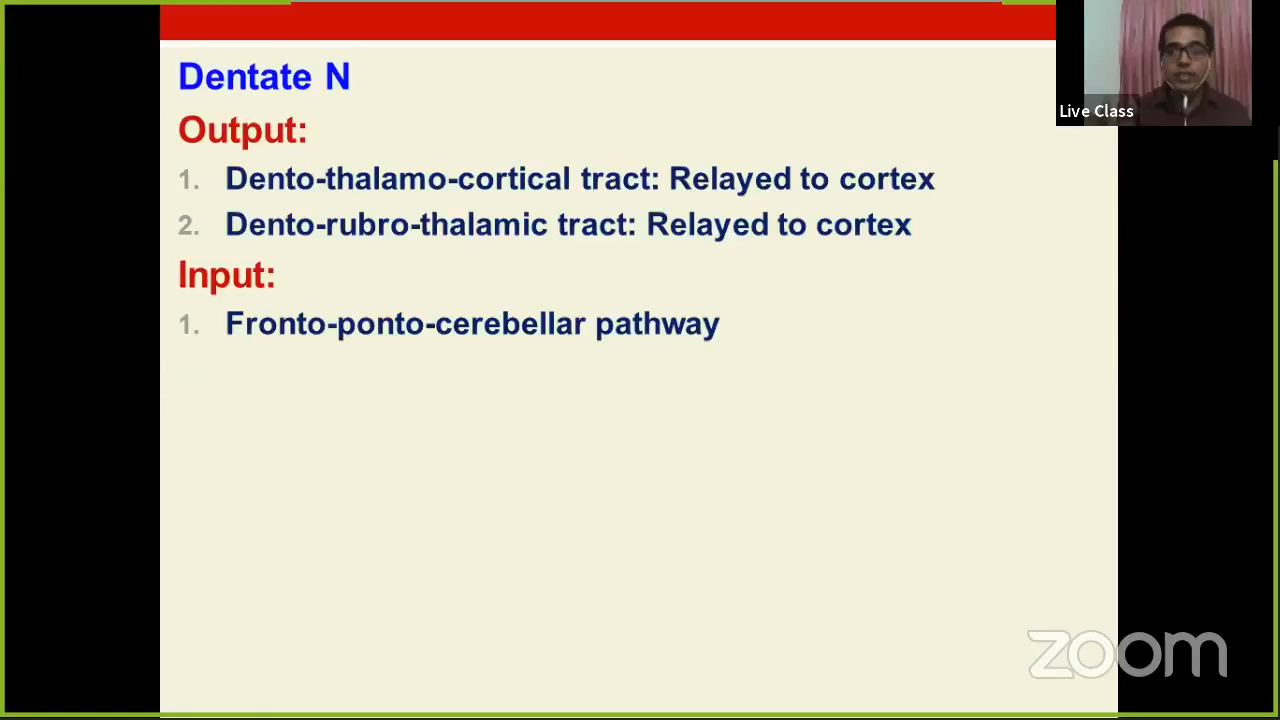 Dentate N
Output:
1. Dento-thalamo-cortical tract: Relayed to cortex
2. Dento-rubro-thalamic tract: Relayed to cortex
Input:
1. Fronto-ponto-cerebellar pathway
Live Class
zoom